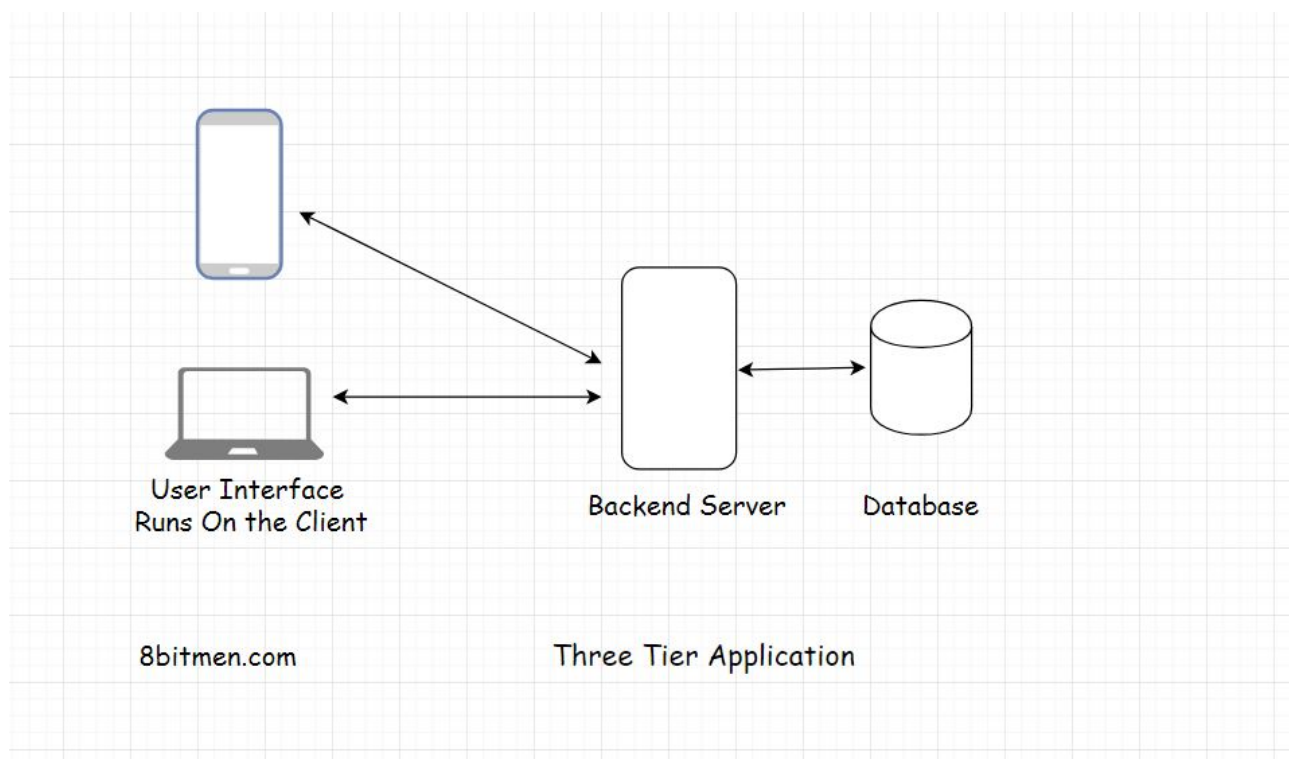 User Interface
Runs On the Client
Backend Server
Database
8bitmen.com
Three Tier Application